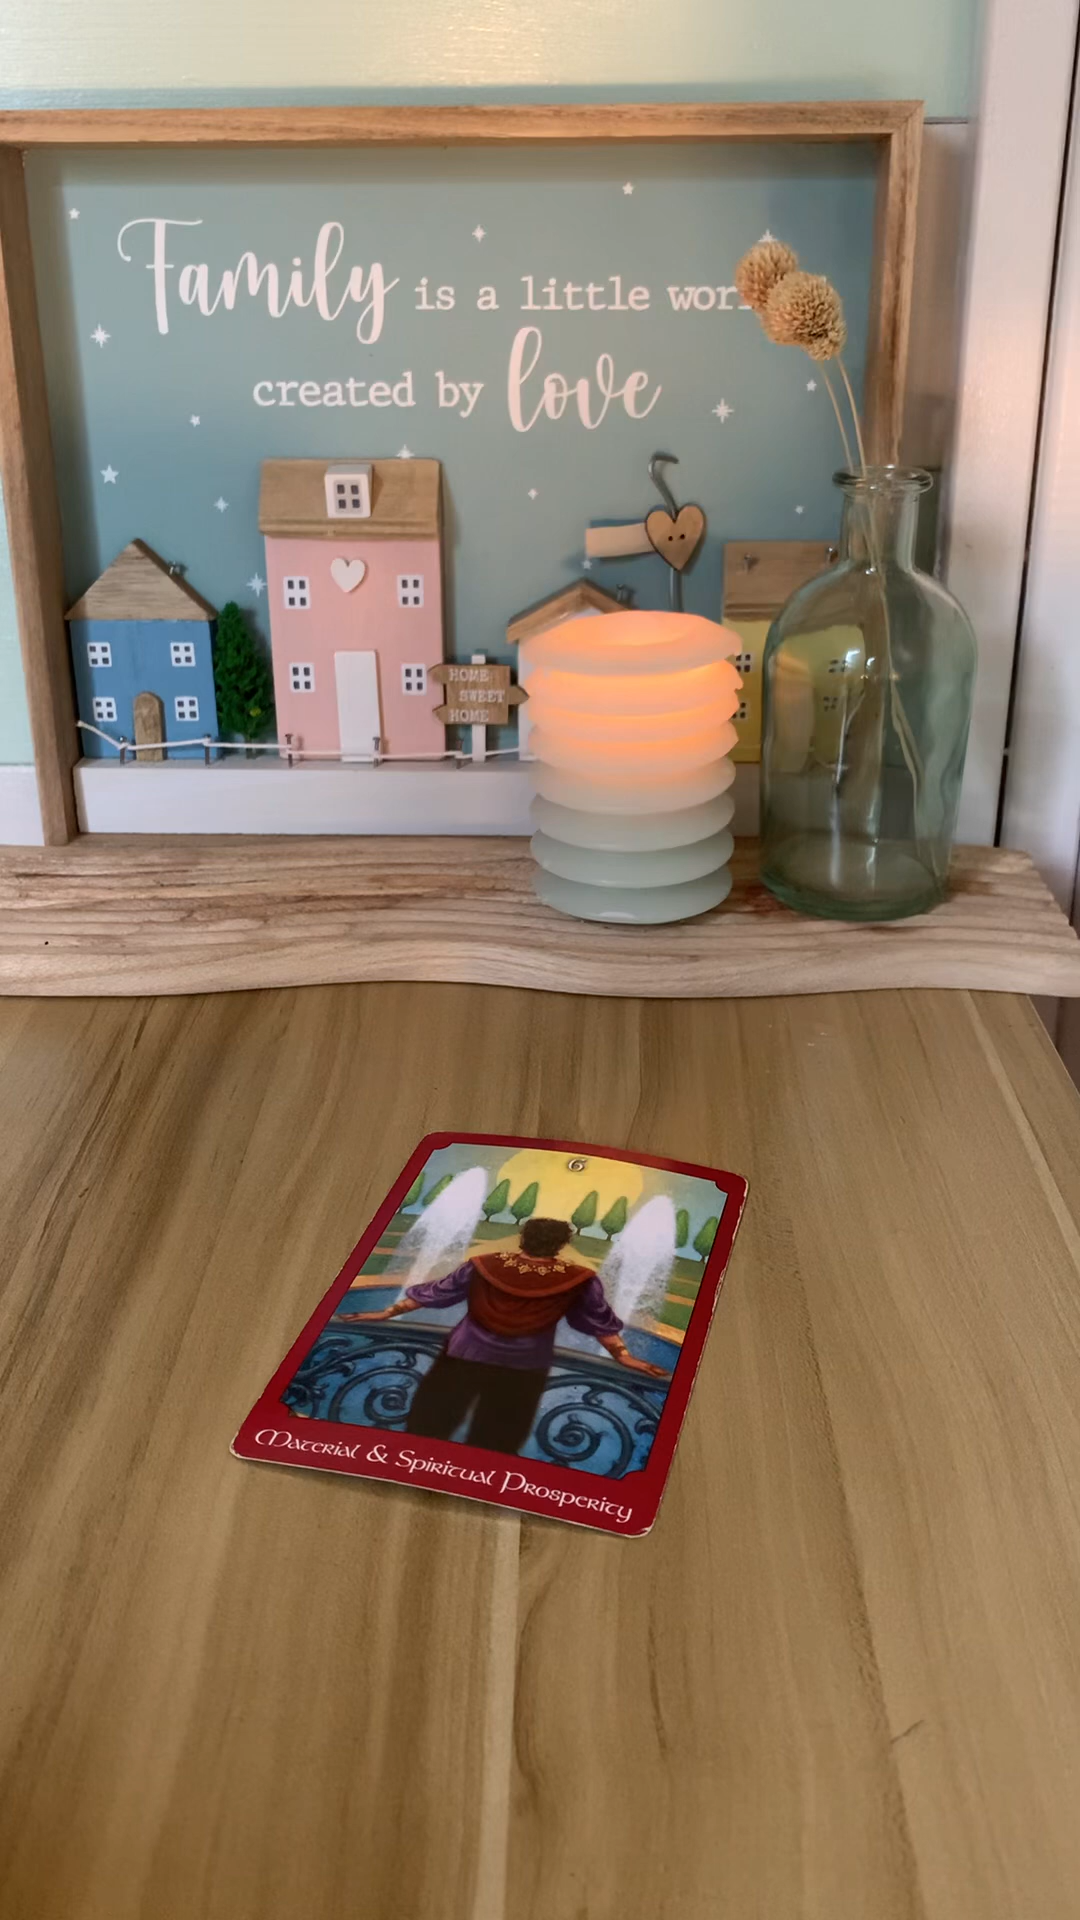 Family is a little wor
created by love
HOME
SWEET
HOME
6
Material & Spiritual Prosperity